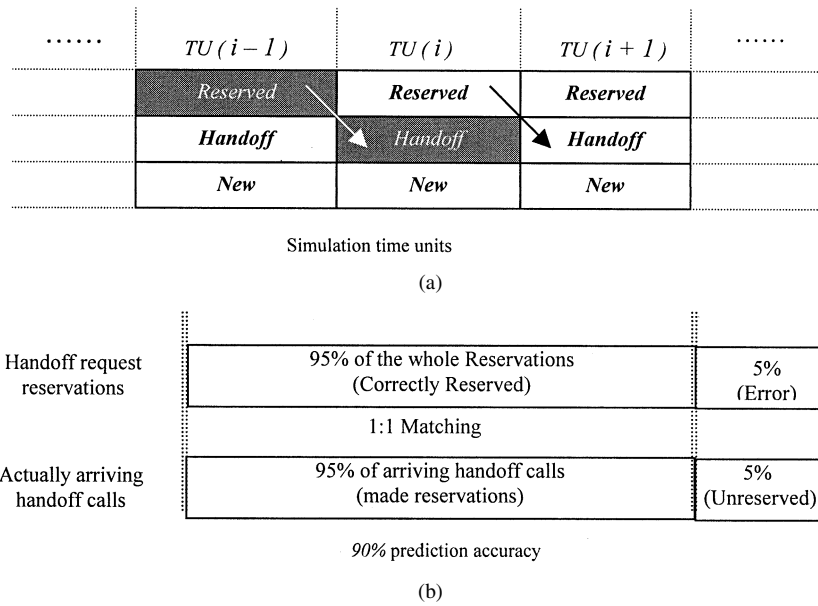 ...... TU ( i – 1 ) TU ( i ) TU ( i + 1 ) ......
Reserved Reserved Reserved
Handoff Handoff Handoff
New New New
Simulation time units
(a)
Handoff request
reservations
95% of the whole Reservations
(Correctly Reserved)
5%
(Error)
1:1 Matching
Actually arriving
handoff calls
95% of arriving handoff calls
(made reservations)
5%
(Unreserved)
90% prediction accuracy
(b)